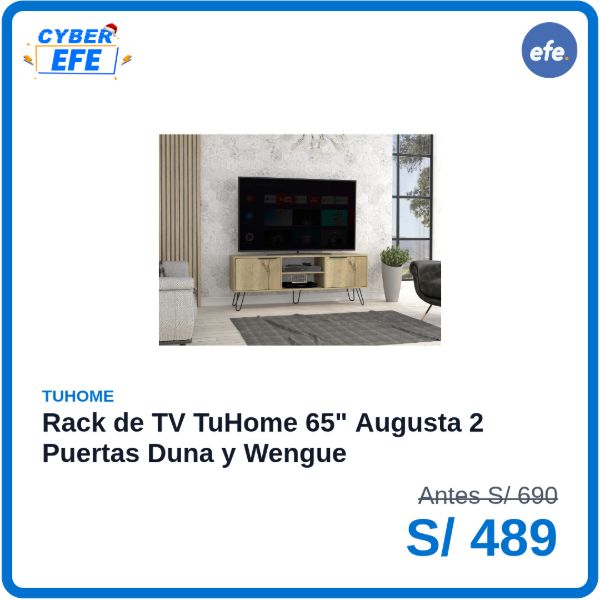 CYBER
EFE
efe.
TUHOME
Rack de TV TuHome 65" Augusta 2
Puertas Duna y Wengue
Antes S/ 690
S/ 489